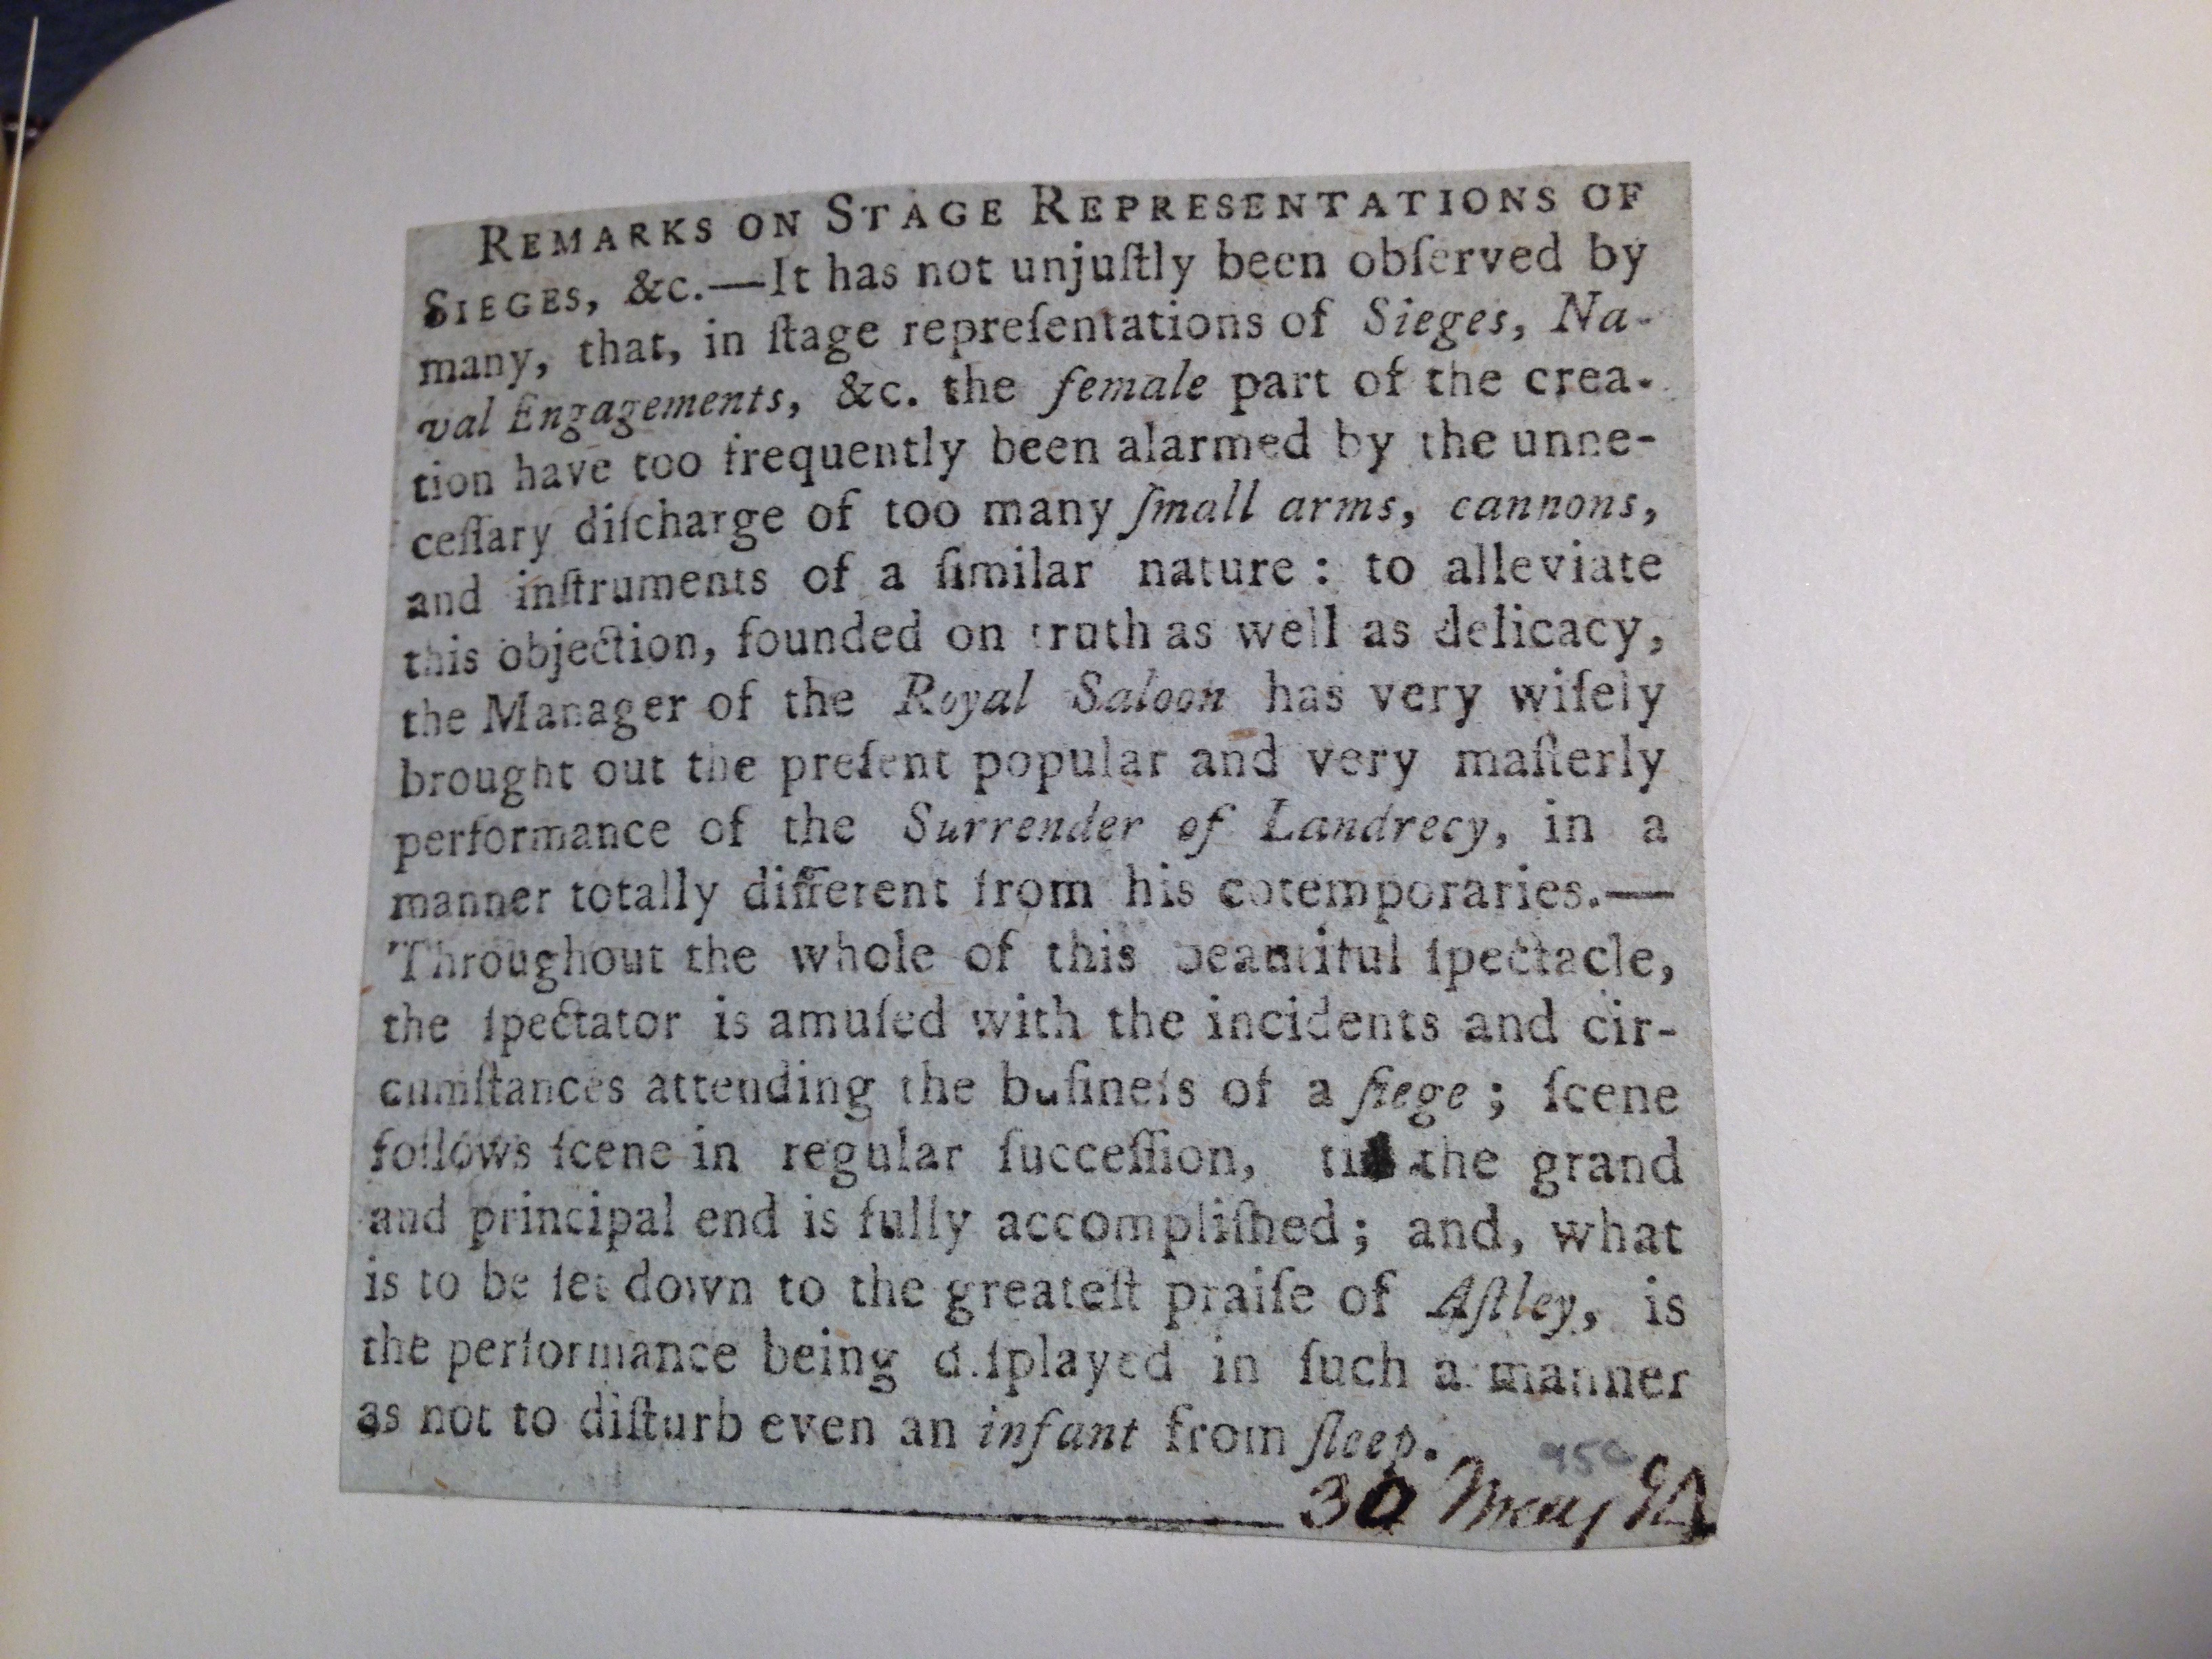 REMARKS ON STAGE REPRESENTATIONS OF
SIEGES, &c.—It has not unjuſtly been obſerved by
many, that, in ſtage repreſentations of Sieges, Na-
val Engagements, &c. the female part of the crea-
tion have too frequently been alarmed by the unne-
ceſſary diſcharge of too many ſmall arms, cannons,
and inſtruments of a ſimilar nature : to alleviate
this objection, founded on truth as well as delicacy,
the Manager of the Royal Saloon has very wiſely
brought out the preſent popular and very maſterly
performance of the Surrender of Landrecy, in a
manner totally different from his cotemporaries.—
Throughout the whole of this beautiful ſpectacle,
the ſpectator is amuſed with the incidents and cir-
cumſtances attending the buſineſs of a ſiege ; ſcene
follows ſcene in regular ſucceſſion, till the grand
and principal end is fully accompliſhed ; and, what
is to be ſet down to the greateſt praiſe of Aſtley, is
the performance being diſplayed in ſuch a manner
as not to diſturb even an infant from ſleep.
30 May